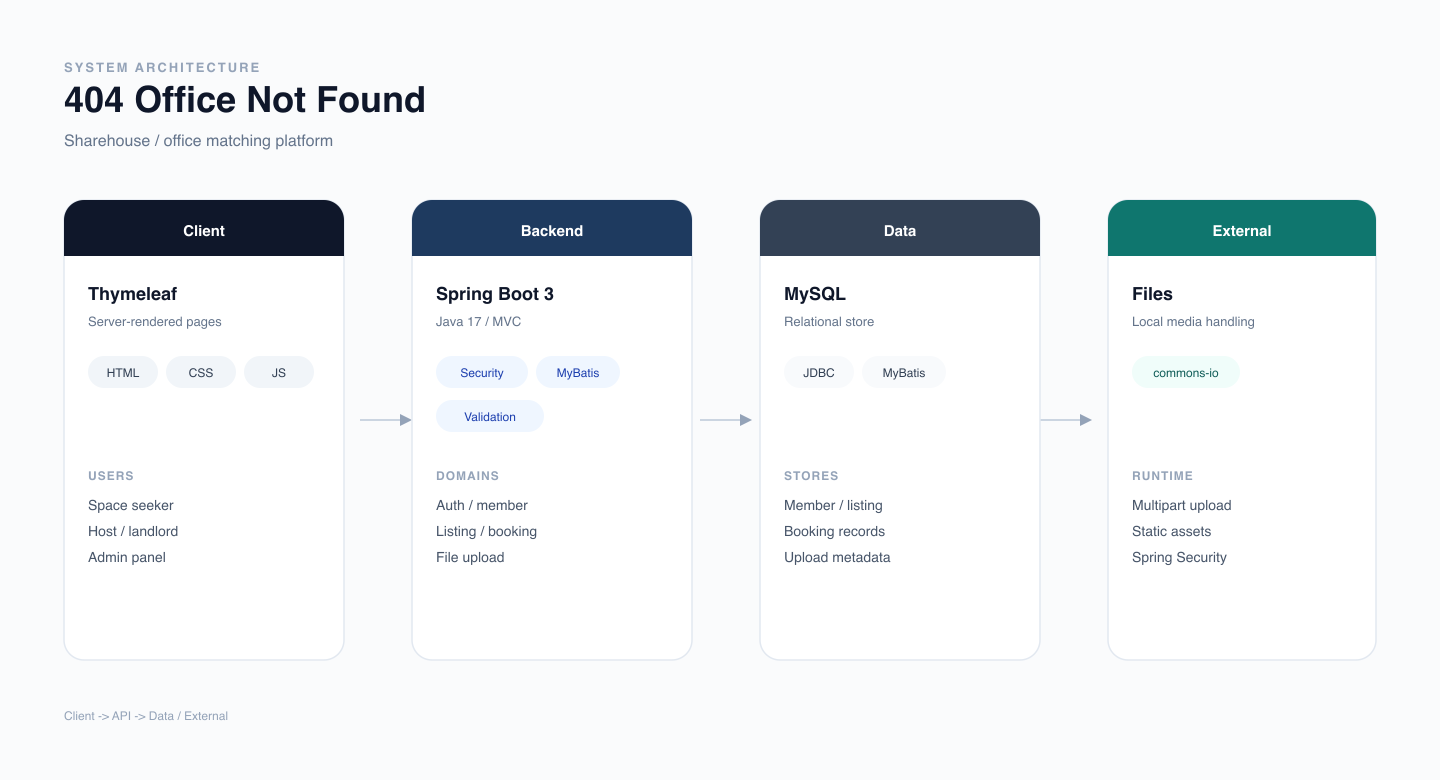 SYSTEM ARCHITECTURE
404 Office Not Found
Sharehouse / office matching platform
Client
Thymeleaf
Server-rendered pages
HTML CSS JS
USERS
Space seeker
Host / landlord
Admin panel
Backend
Spring Boot 3
Java 17 / MVC
Security MyBatis
Validation
DOMAINS
Auth / member
Listing / booking
File upload
Data
MySQL
Relational store
JDBC MyBatis
STORES
Member / listing
Booking records
Upload metadata
External
Files
Local media handling
commons-io
RUNTIME
Multipart upload
Static assets
Spring Security
Client -> API -> Data / External